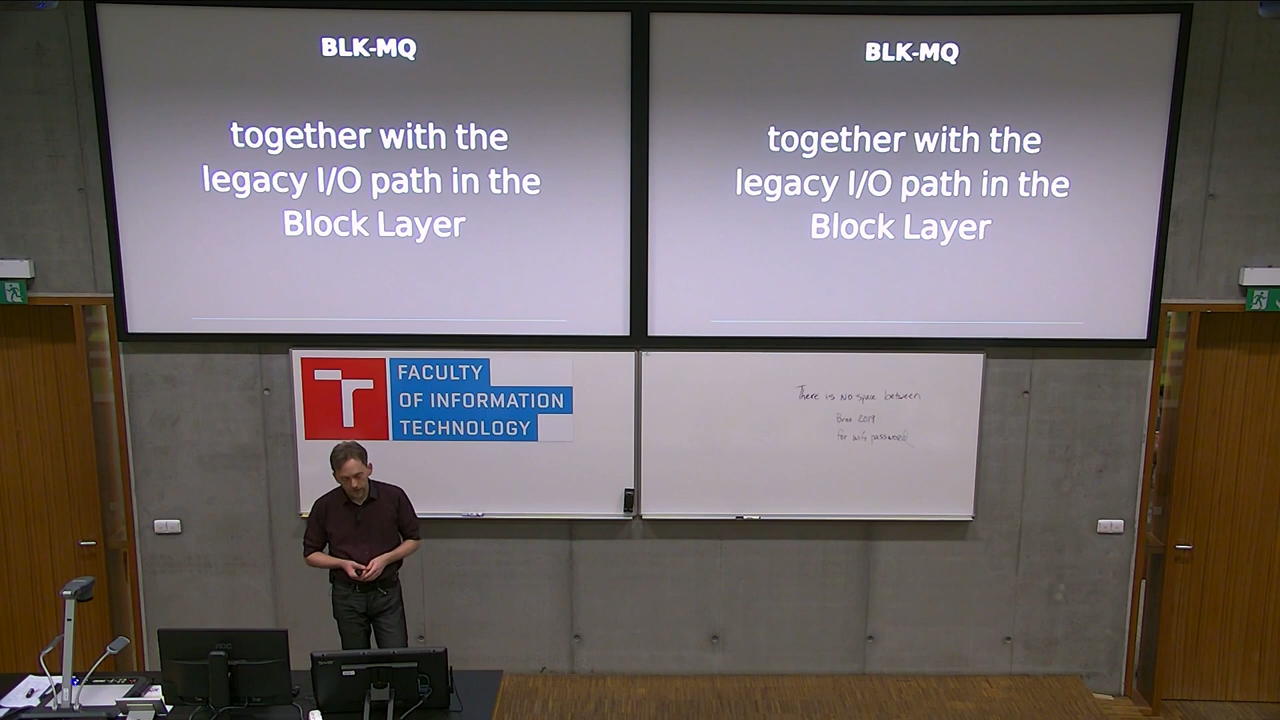 BLK-MQ
together with the
legacy I/O path in the
Block Layer
BLK-MQ
together with the
legacy I/O path in the
Block Layer
FACULTY
OF INFORMATION
TECHNOLOGY
There is NO space between
Brno 2019
for wifi password